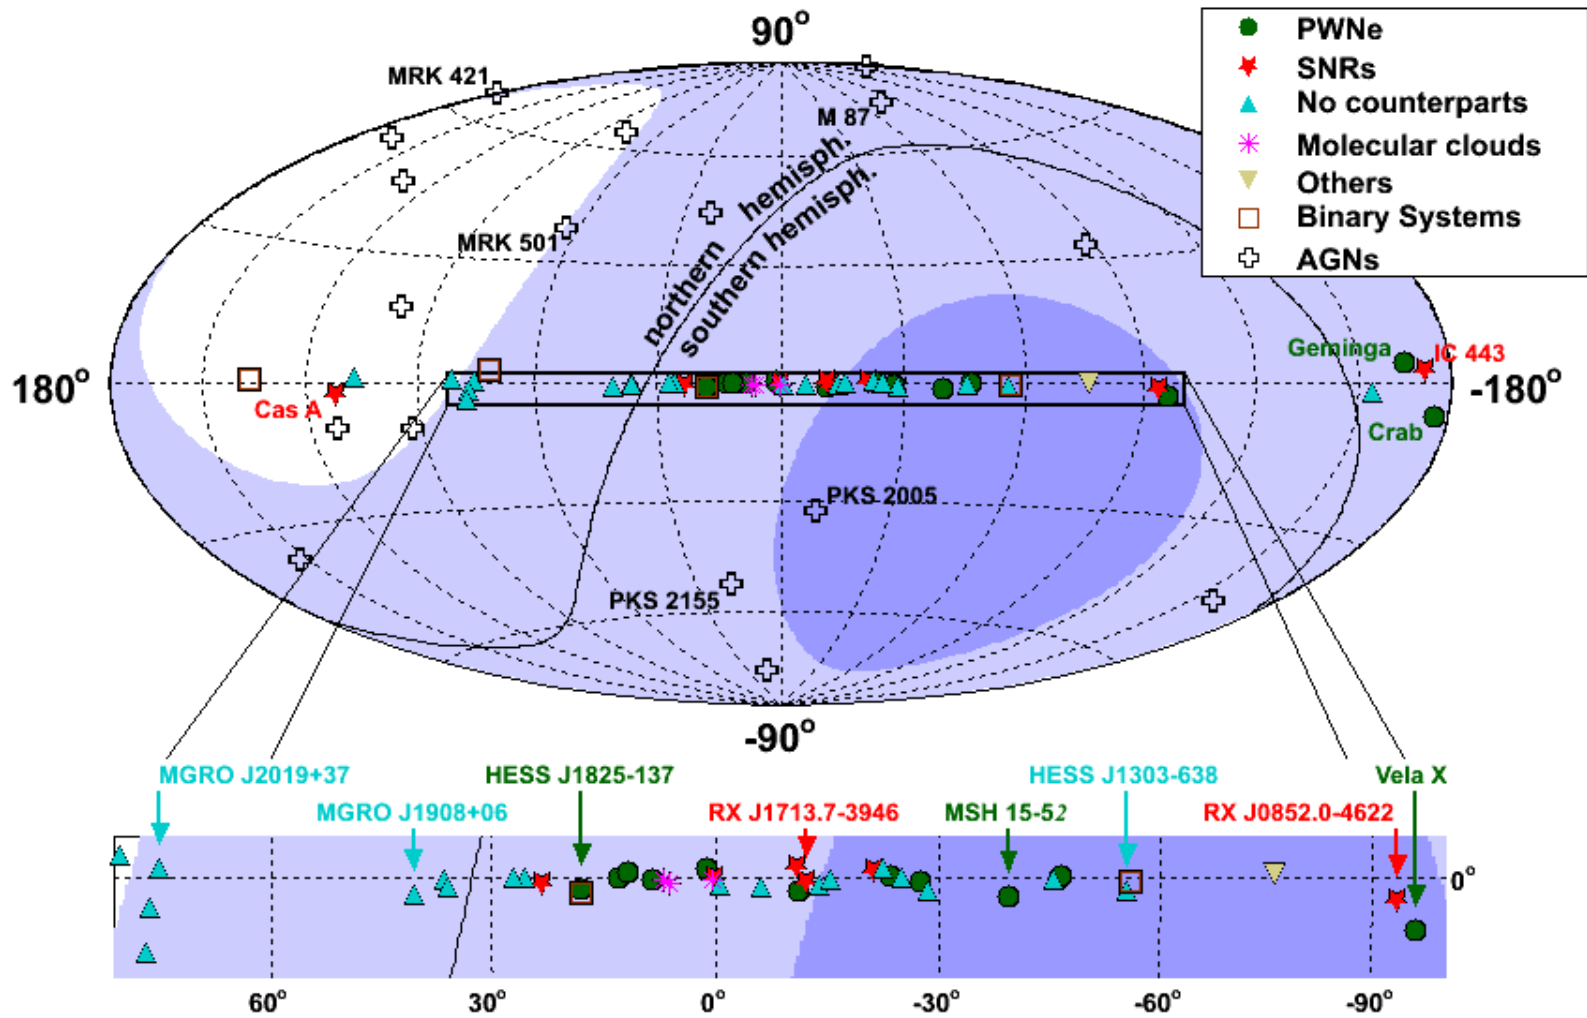 90°
PWNe
SNRs
No counterparts
Molecular clouds
Others
Binary Systems
AGNs
MRK 421
M 87
MRK 501
northern hemisph.
southern hemisph.
Geminga
IC 443
180°
-180°
Cas A
Crab
PKS 2005
PKS 2155
-90°
MGRO J2019+37
HESS J1825-137
HESS J1303-638
Vela X
MGRO J1908+06
RX J1713.7-3946
MSH 15-52
RX J0852.0-4622
0°
60°
30°
0°
-30°
-60°
-90°